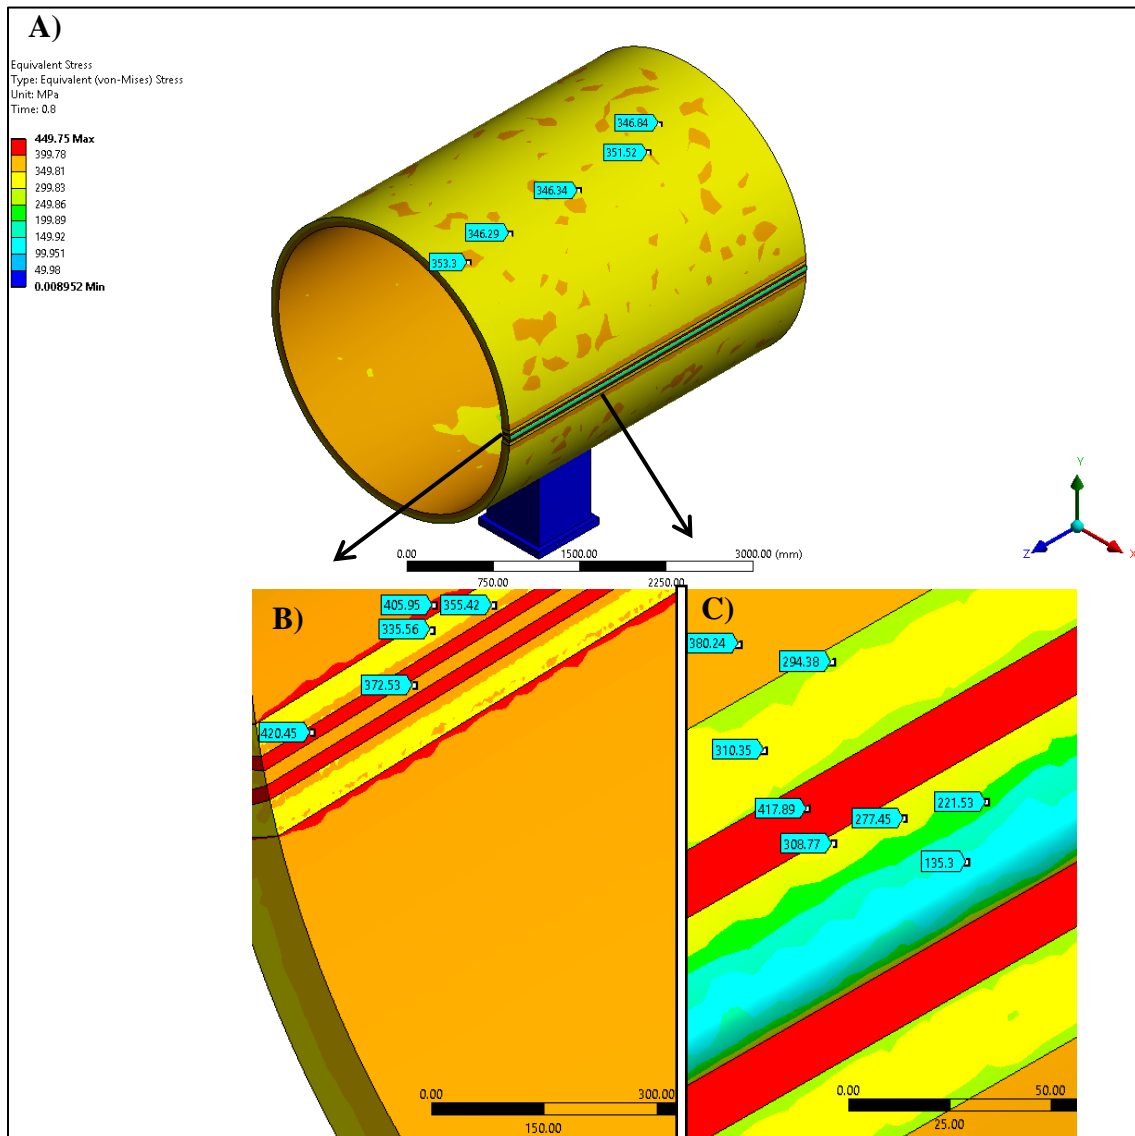 A)
Equivalent Stress
Type: Equivalent (von-Mises) Stress
Unit: MPa
Time: 0.8
449.75 Max
399.78
349.81
299.83
249.86
199.89
149.92
99.951
49.98
0.008952 Min
346.84
351.52
346.34
346.29
353.3
Y
Z
X
0.00 1500.00 3000.00 (mm)
750.00 2250.00
B)
405.95 355.42
335.56
372.53
420.45
0.00 300.00
150.00
C)
380.24
294.38
310.35
417.89
221.53
277.45
308.77
135.3
0.00 50.00
25.00